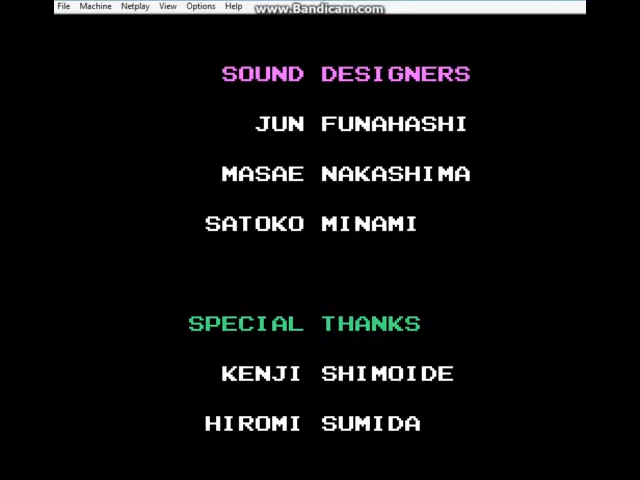 File Machine Netplay View Options Help www.Bandicam.com
SOUND DESIGNERS
JUN FUNAHASHI
MASAE NAKASHIMA
SATOKO MINAMI
SPECIAL THANKS
KENJI SHIMOIDE
HIROMI SUMIDA